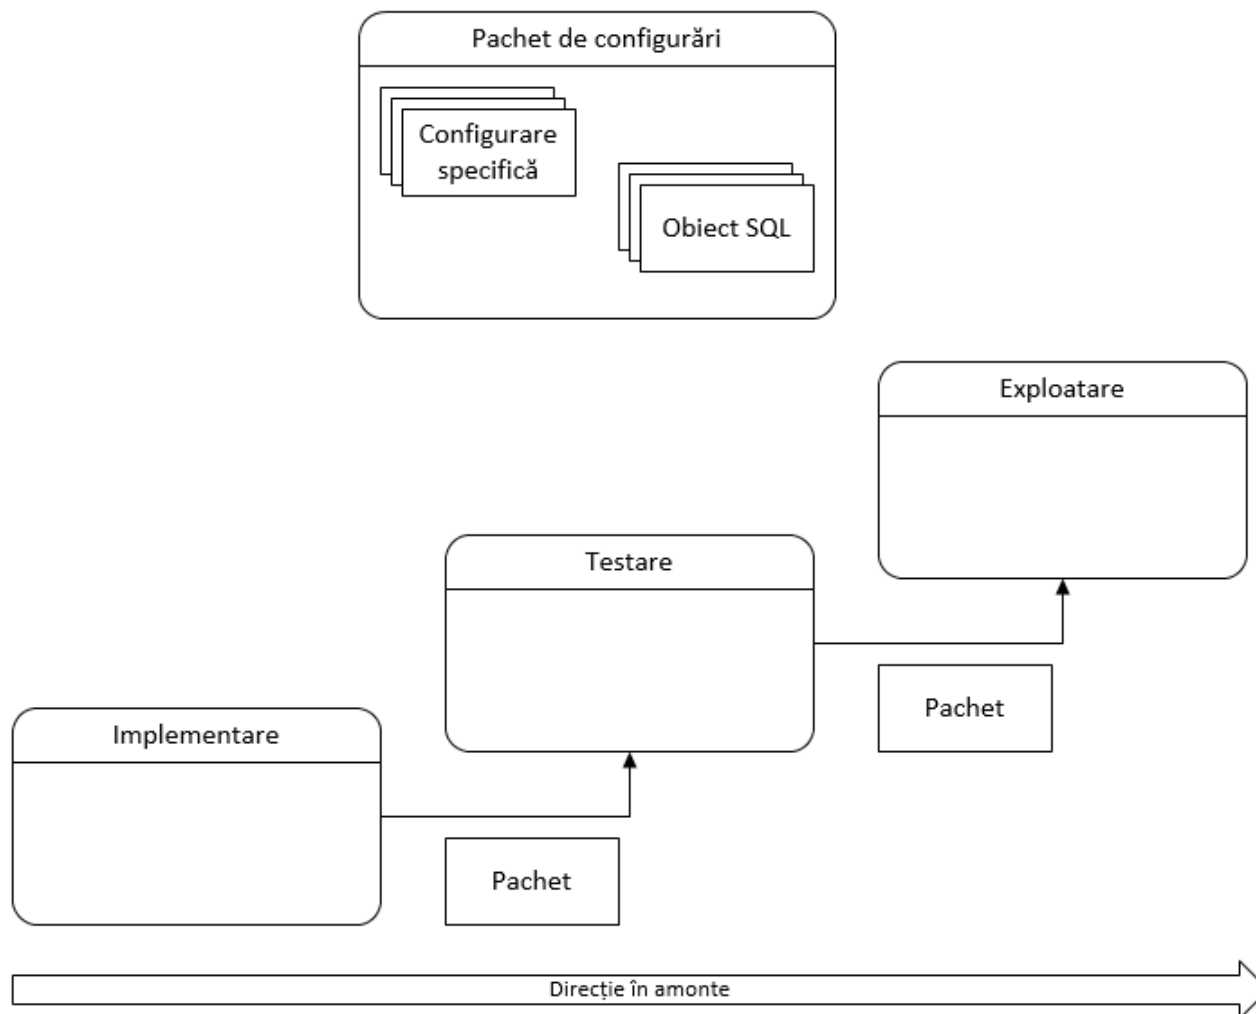 Pachet de configurări
Configurare
specifică
Obiect SQL
Exploatare
Testare
Pachet
Implementare
Pachet
Direcție în amonte